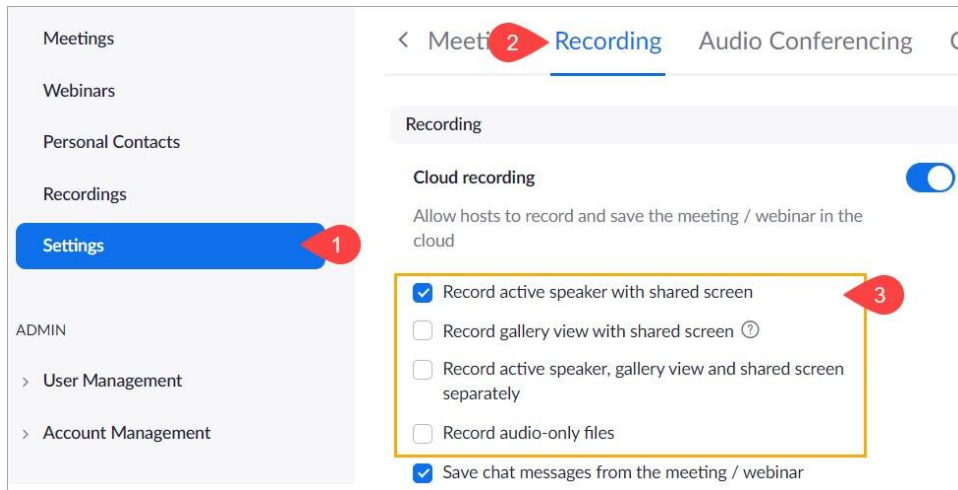 Meetings
Webinars
Personal Contacts
Recordings
Settings
1
ADMIN
User Management
Account Management
2
Recording
Audio Conferencing
Recording
Cloud recording
Allow hosts to record and save the meeting / webinar in the
cloud
Record active speaker with shared screen
3
Record gallery view with shared screen ?
Record active speaker, gallery view and shared screen
separately
Record audio-only files
Save chat messages from the meeting / webinar